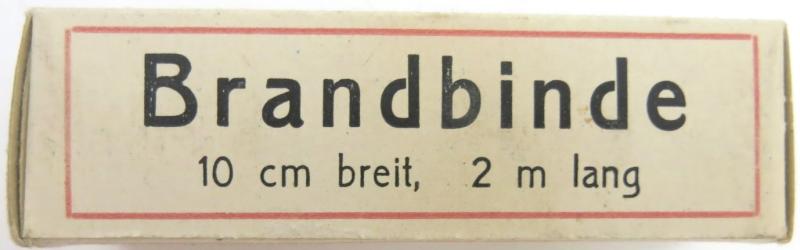 Brandbinde
10 cm breit, 2 m lang